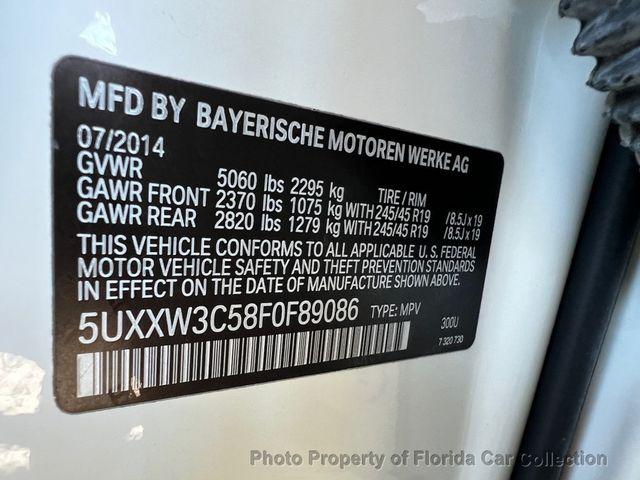 MFD BY BAYERISCHE MOTOREN WERKE AG
07/2014
GVWR 5060 lbs 2295 kg TIRE / RIM
GAWR FRONT 2370 lbs 1075 kg WITH 245/45 R19 /8.5J x 19
GAWR REAR 2820 lbs 1279 kg WITH 245/45 R19 /8.5J x 19
THIS VEHICLE CONFORMS TO ALL APPLICABLE U.S. FEDERAL
MOTOR VEHICLE SAFETY AND THEFT PREVENTION STANDARDS
IN EFFECT ON THE DATE OF MANUFACTURE SHOWN ABOVE.
5UXXW3C58F0F89086 TYPE: MPV 300U
7 320 730
Photo Property of Florida Car Collection